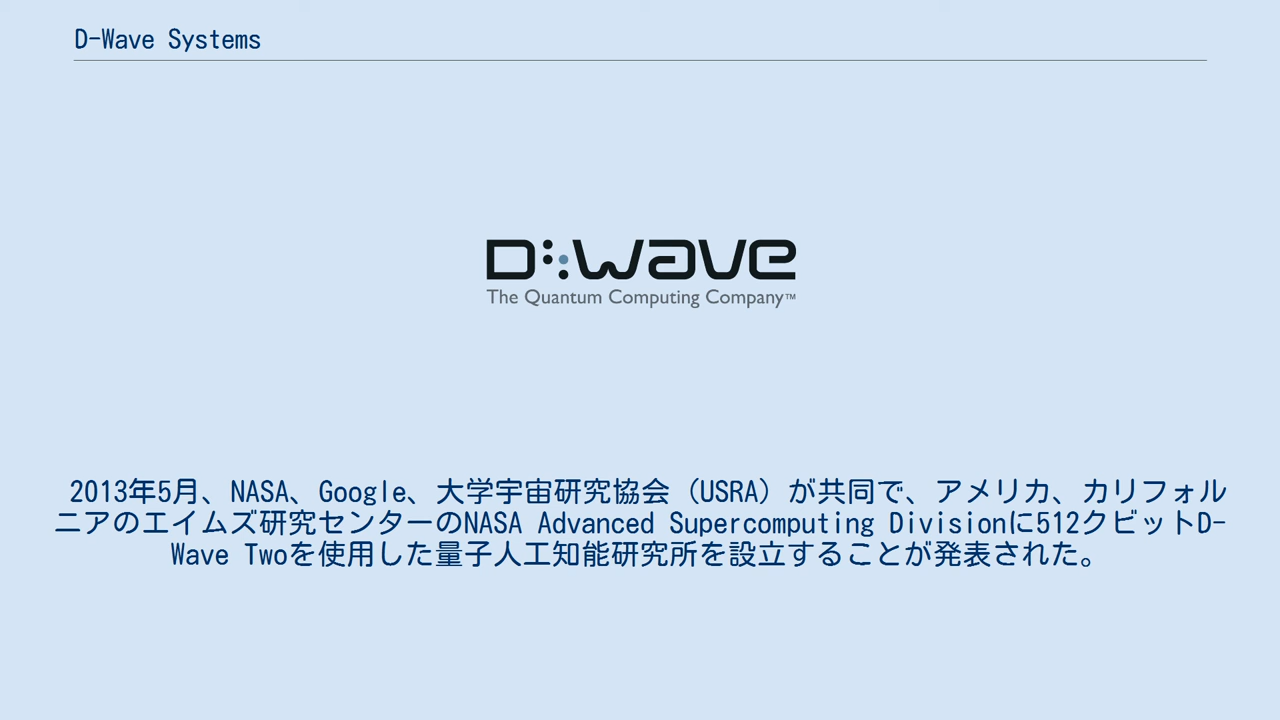 D-Wave Systems
D:wave
The Quantum Computing Company™
2013年5月、NASA、Google、大学宇宙研究協会（USRA）が共同で、アメリカ、カリフォル
ニアのエイムズ研究センターのNASA Advanced Supercomputing Divisionに512クビットD-
Wave Twoを使用した量子人工知能研究所を設立することが発表された。